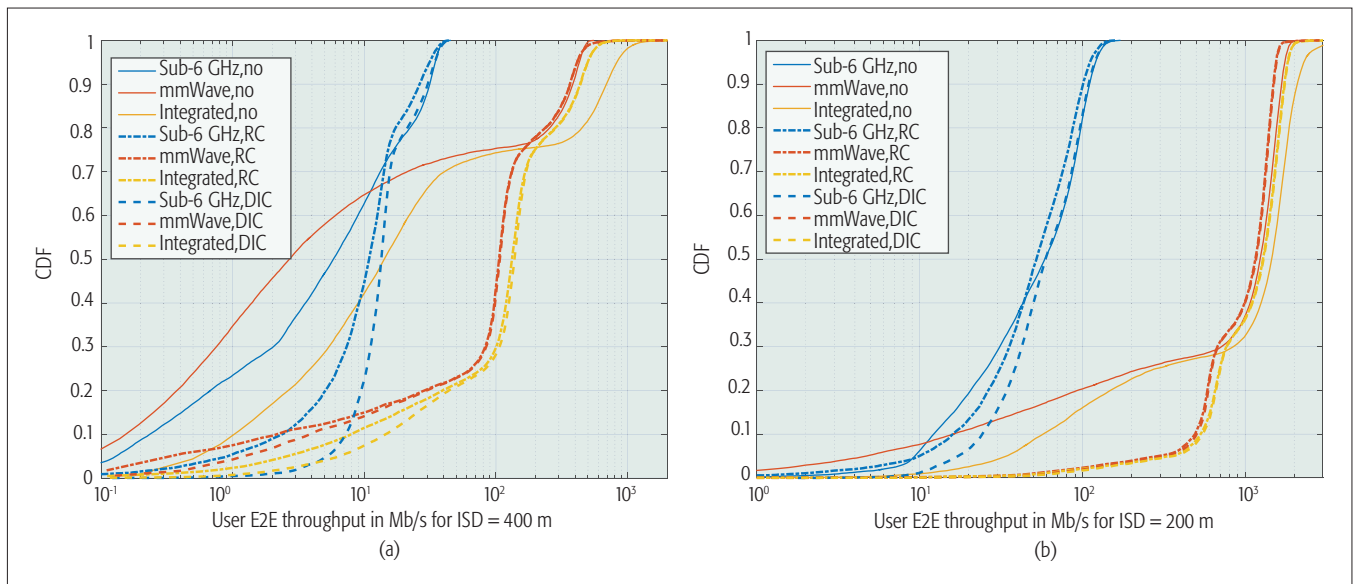 1
0.9
0.8
0.7
0.6
0.5
0.4
0.3
0.2
0.1
0
CDF
Sub-6 GHz,no
mmWave,no
Integrated,no
Sub-6 GHz,RC
mmWave,RC
Integrated,RC
Sub-6 GHz,DIC
mmWave,DIC
Integrated,DIC
10-1 100 101 102 103
User E2E throughput in Mb/s for ISD = 400 m
(a)
1
0.9
0.8
0.7
0.6
0.5
0.4
0.3
0.2
0.1
0
CDF
Sub-6 GHz,no
mmWave,no
Integrated,no
Sub-6 GHz,RC
mmWave,RC
Integrated,RC
Sub-6 GHz,DIC
mmWave,DIC
Integrated,DIC
100 101 102 103
User E2E throughput in Mb/s for ISD = 200 m
(b)